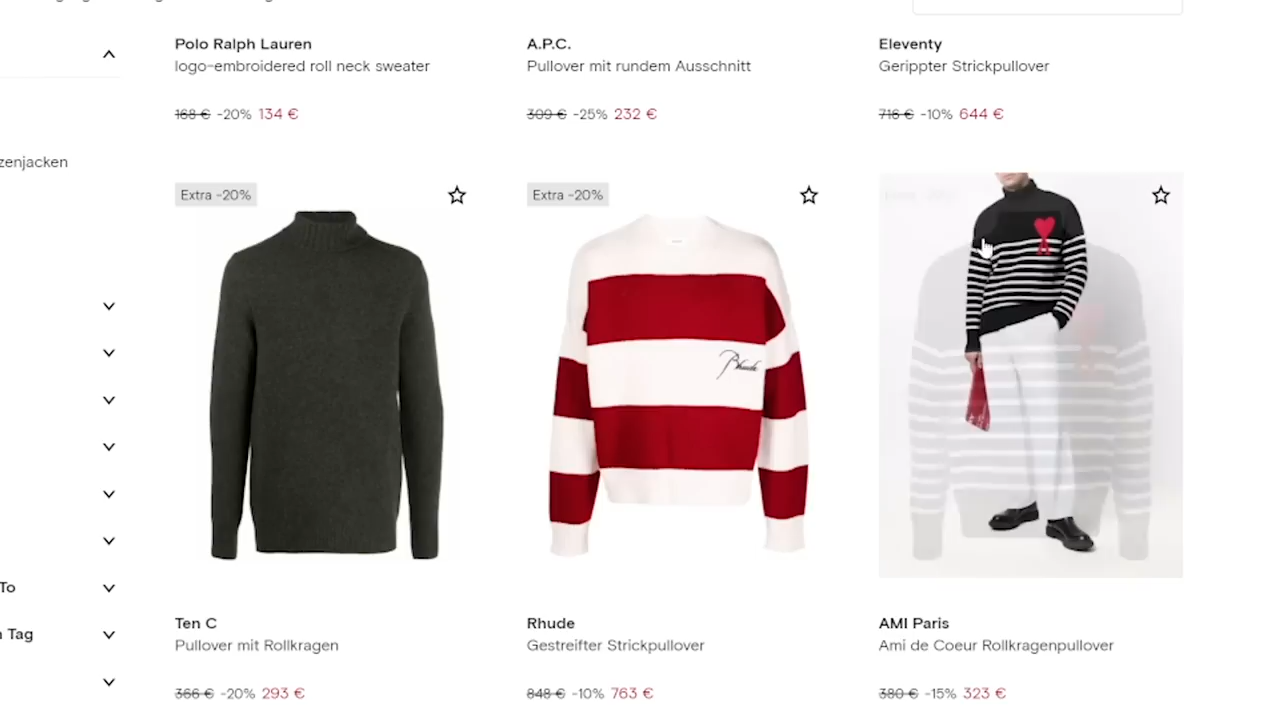 Polo Ralph Lauren
logo-embroidered roll neck sweater
168 € -20% 134 €
A.P.C.
Pullover mit rundem Ausschnitt
309 € -25% 232 €
Eleventy
Gerippter Strickpullover
716 € -10% 644 €
zenjacken
Extra -20%
Extra -20%
Rhude
To
n Tag
Ten C
Pullover mit Rollkragen
366 € -20% 293 €
Rhude
Gestreifter Strickpullover
848 € -10% 763 €
AMI Paris
Ami de Coeur Rollkragenpullover
380 € -15% 323 €